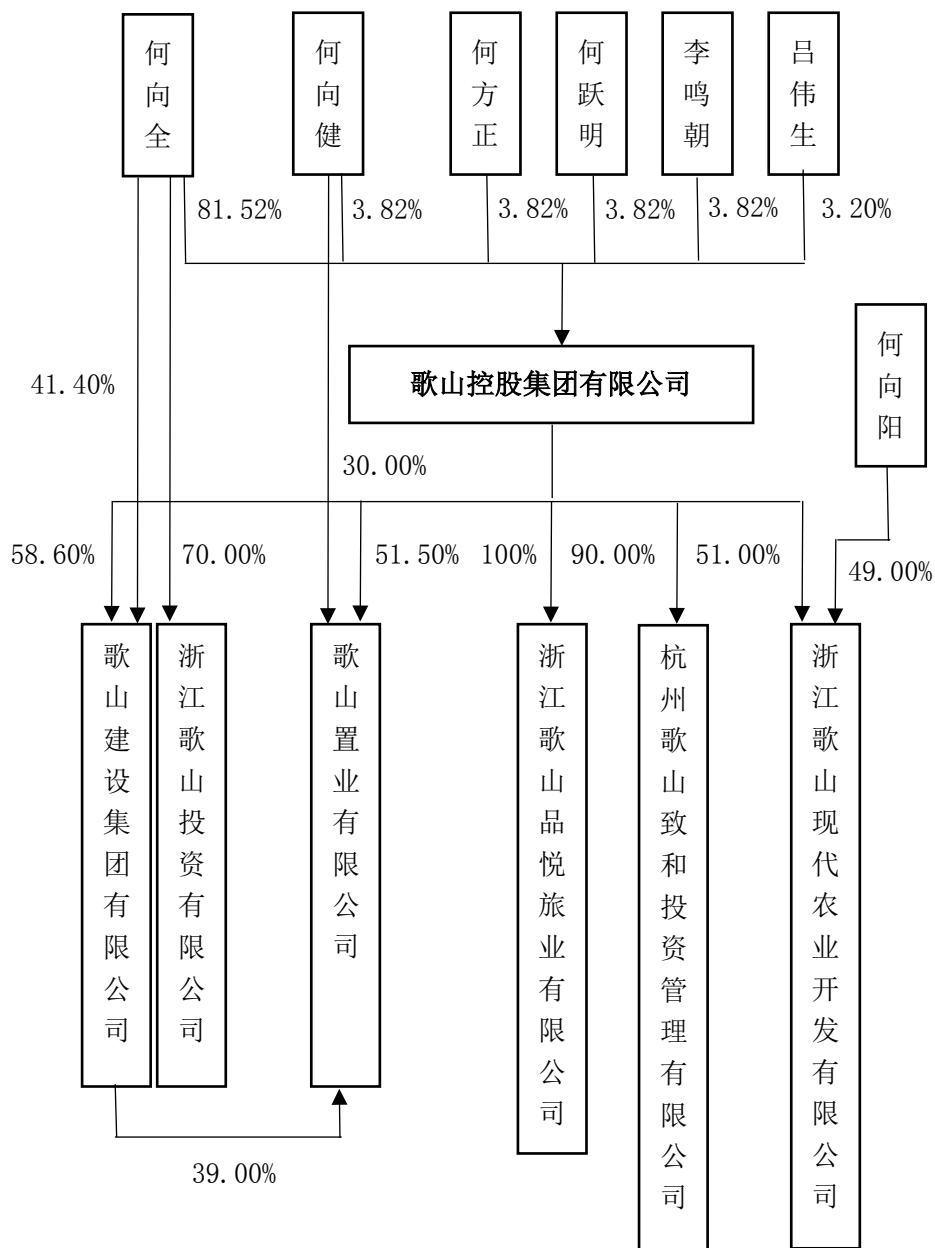 何向全
何向健
何方正
何跃明
李鸣朝
吕伟生
81.52%
3.82%
3.82%
3.82%
3.82%
3.20%
何向阳
41.40%
歌山控股集团有限公司
30.00%
58.60%
70.00%
51.50%
100%
90.00%
51.00%
49.00%
歌山建设集团有限公司
浙江歌山投资有限公司
歌山置业有限公司
浙江歌山品悦旅业有限公司
杭州歌山致和投资管理有限公司
浙江歌山现代农业开发有限公司
39.00%